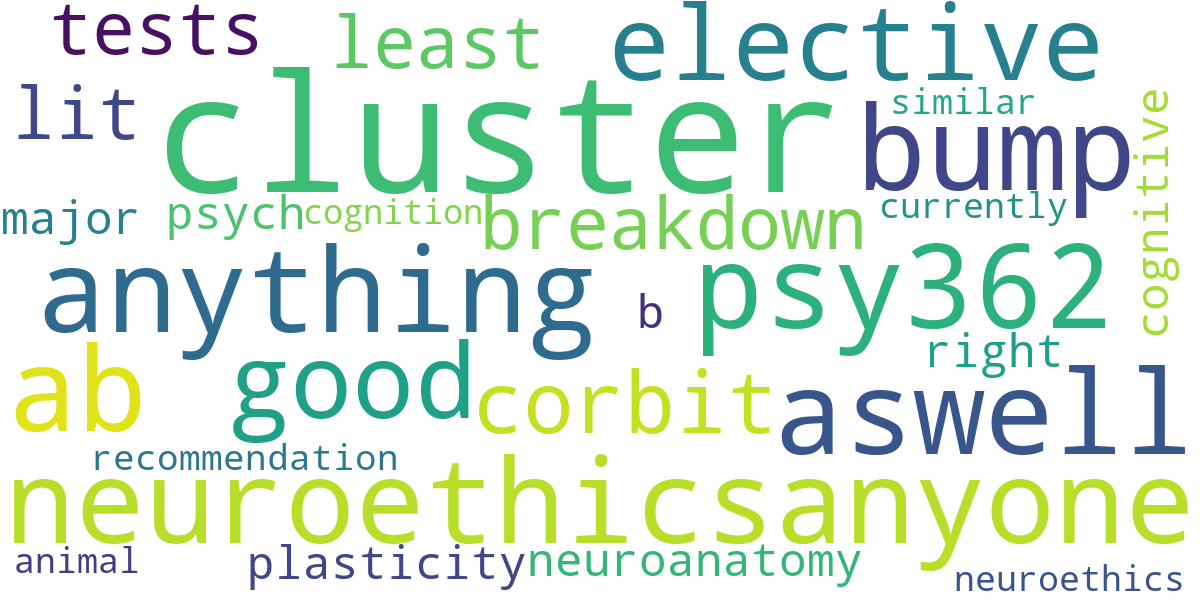 tests least elective
lit cluster similar
bump cognitive
major psych cognition breakdown currently
anything b psy362
right
ab good corbit aswell
recommendation
neuroethicsanyone
animal plasticity neuroanatomy neuroethics